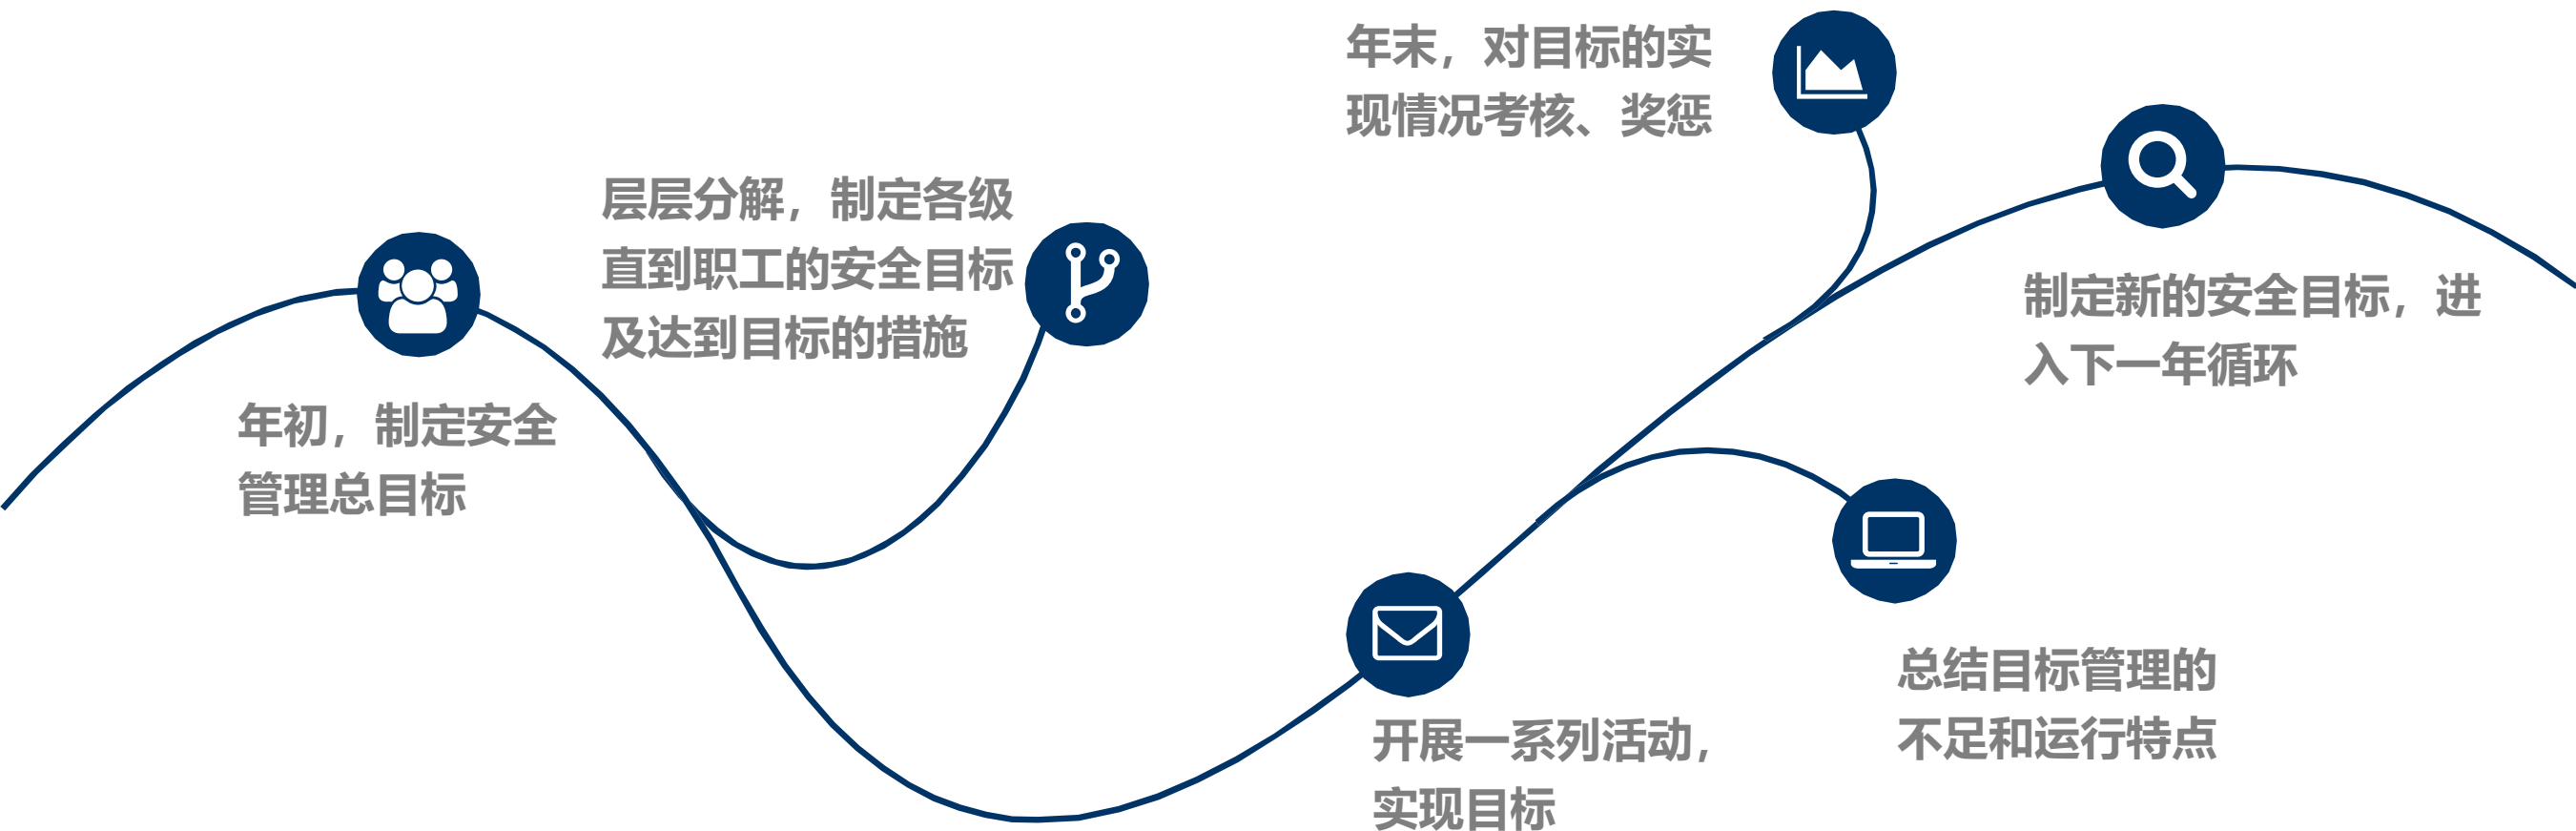 年初，制定安全
管理总目标
层层分解，制定各级
直到职工的安全目标
及达到目标的措施
开展一系列活动，
实现目标
年末，对目标的实
现情况考核、奖惩
总结目标管理的
不足和运行特点
制定新的安全目标，进
入下一年循环